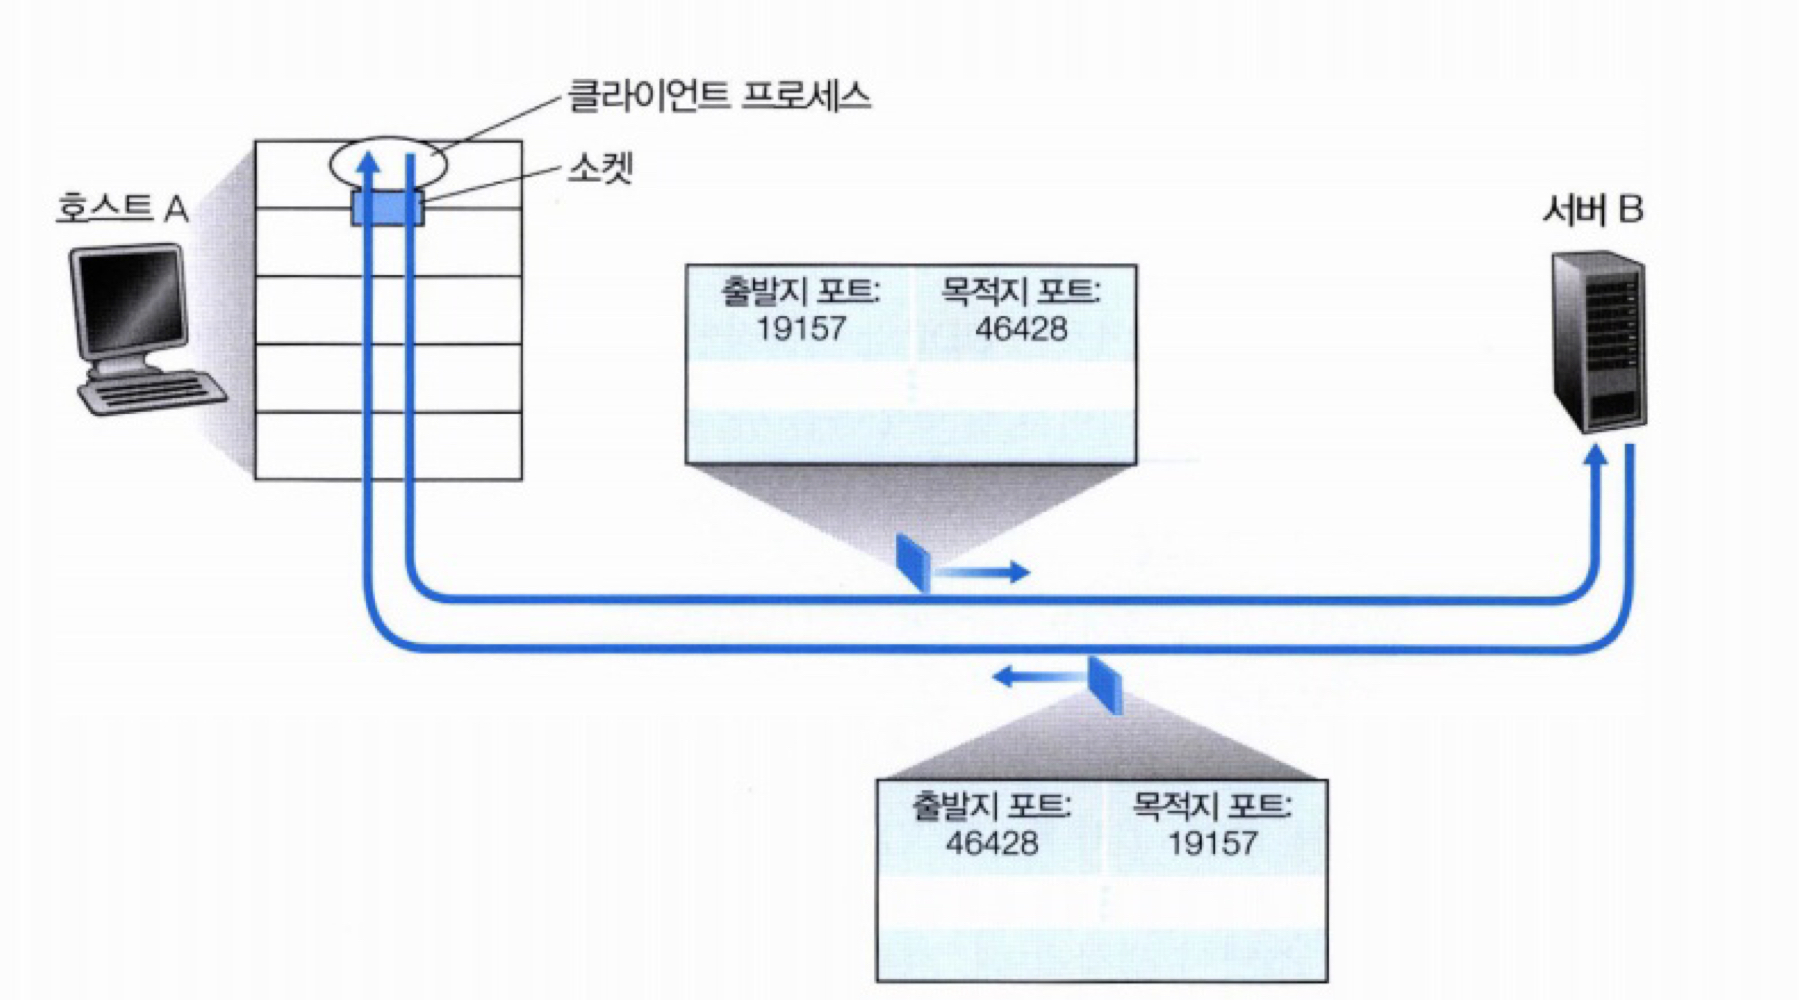 클라이언트 프로세스
소켓
호스트 A
서버 B
출발지 포트: 목적지 포트:
19157 46428
출발지 포트: 목적지 포트:
46428 19157